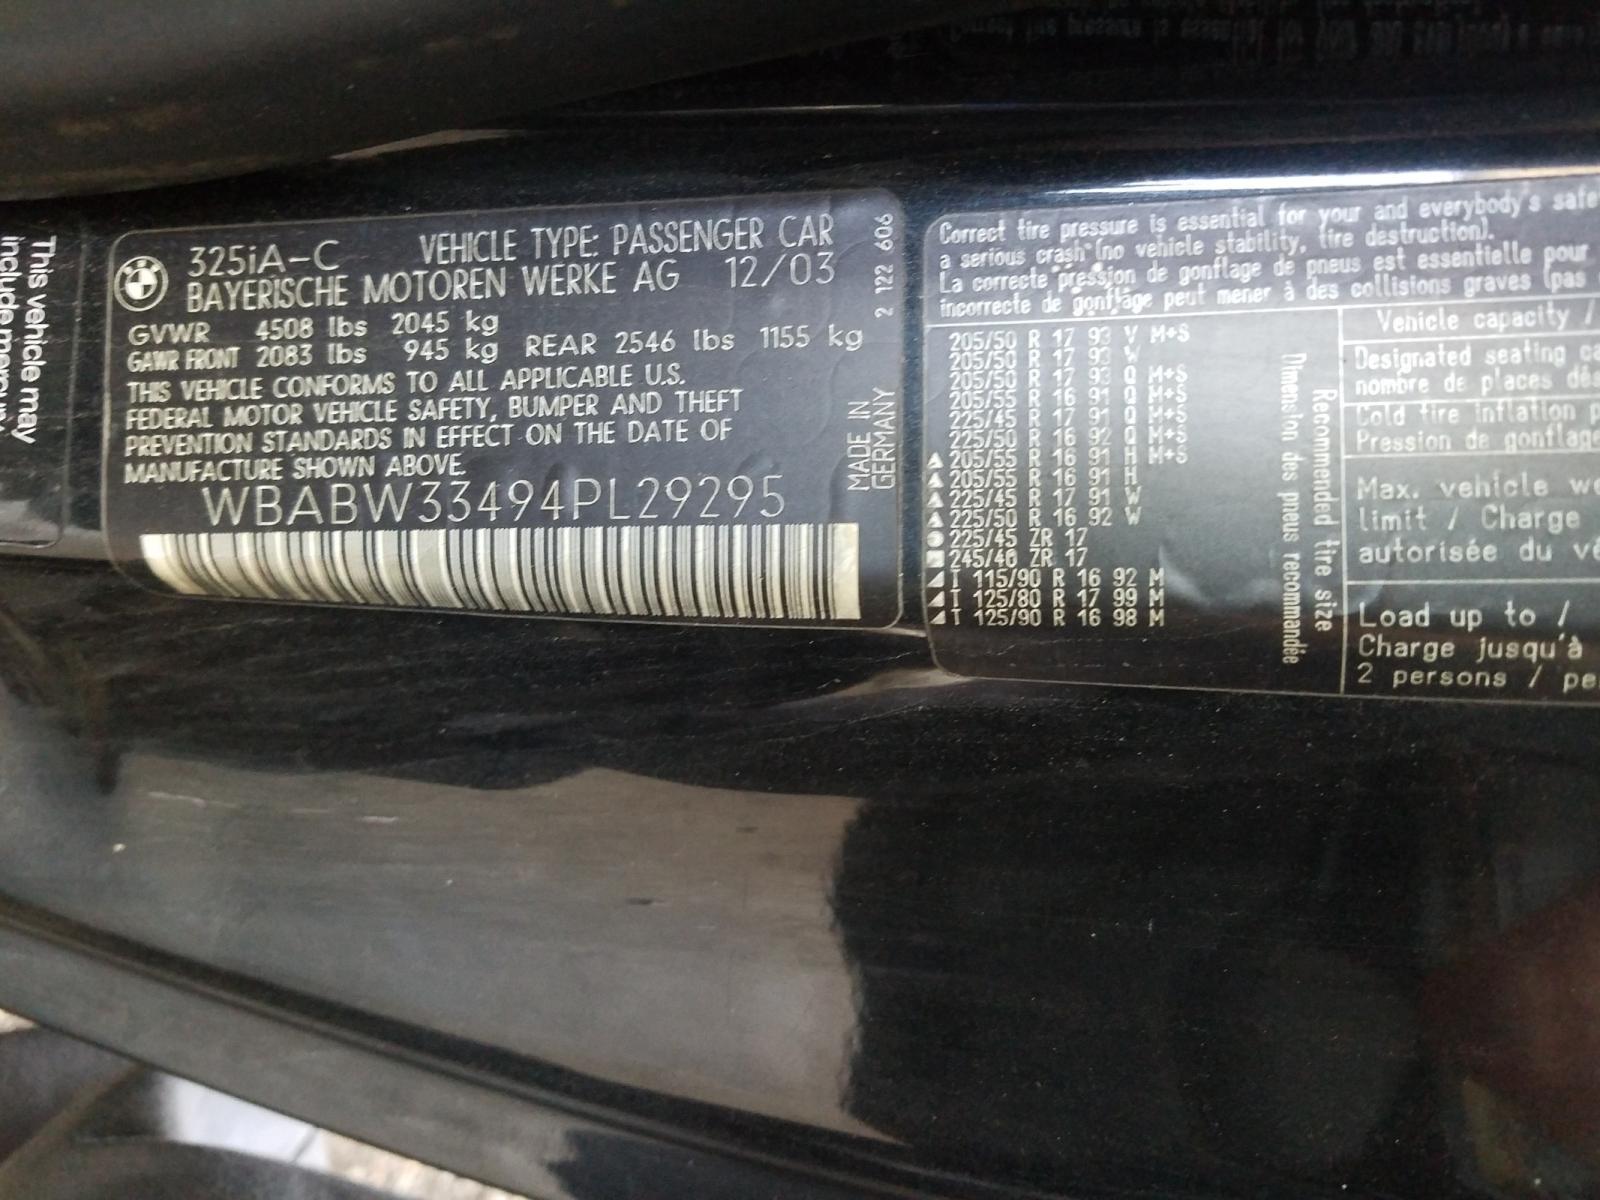 This vehicle may
include mercury
BMW
325iA-C VEHICLE TYPE: PASSENGER CAR
BAYERISCHE MOTOREN WERKE AG 12/03
GVWR 4508 lbs 2045 kg
GAWR FRONT 2083 lbs 945 kg REAR 2546 lbs 1155 kg
THIS VEHICLE CONFORMS TO ALL APPLICABLE U.S.
FEDERAL MOTOR VEHICLE SAFETY, BUMPER AND THEFT
PREVENTION STANDARDS IN EFFECT ON THE DATE OF
MANUFACTURE SHOWN ABOVE.
WBABW33494PL29295
MADE IN
GERMANY
2 122 606
Correct tire pressure is essential for your and everybody's safe
a serious crash (no vehicle stability, tire destruction).
La correcte pression de gonflage de pneus est essentielle pour
incorrecte de gonflage peut mener à des collisions graves (pas
205/50 R 17 93 V M+S
205/50 R 17 93 W
205/50 R 17 93 Q M+S
205/55 R 16 91 Q M+S
225/45 R 17 91 Q M+S
225/50 R 16 92 Q M+S
205/55 R 16 91 H M+S
205/55 R 16 91 H
225/45 R 17 91 W
225/50 R 16 92 W
225/45 ZR 17
245/40 ZR 17
T 115/90 R 16 92 M
T 125/80 R 17 99 M
T 125/90 R 16 98 M
Recommended tire size
Dimension des pneus recommandée
Vehicle capacity /
Designated seating ca
nombre de places dés
Cold tire inflation p
Pression de gonflage
Max. vehicle we
limit / Charge
autorisée du vé
Load up to /
Charge jusqu'à
2 persons / pe